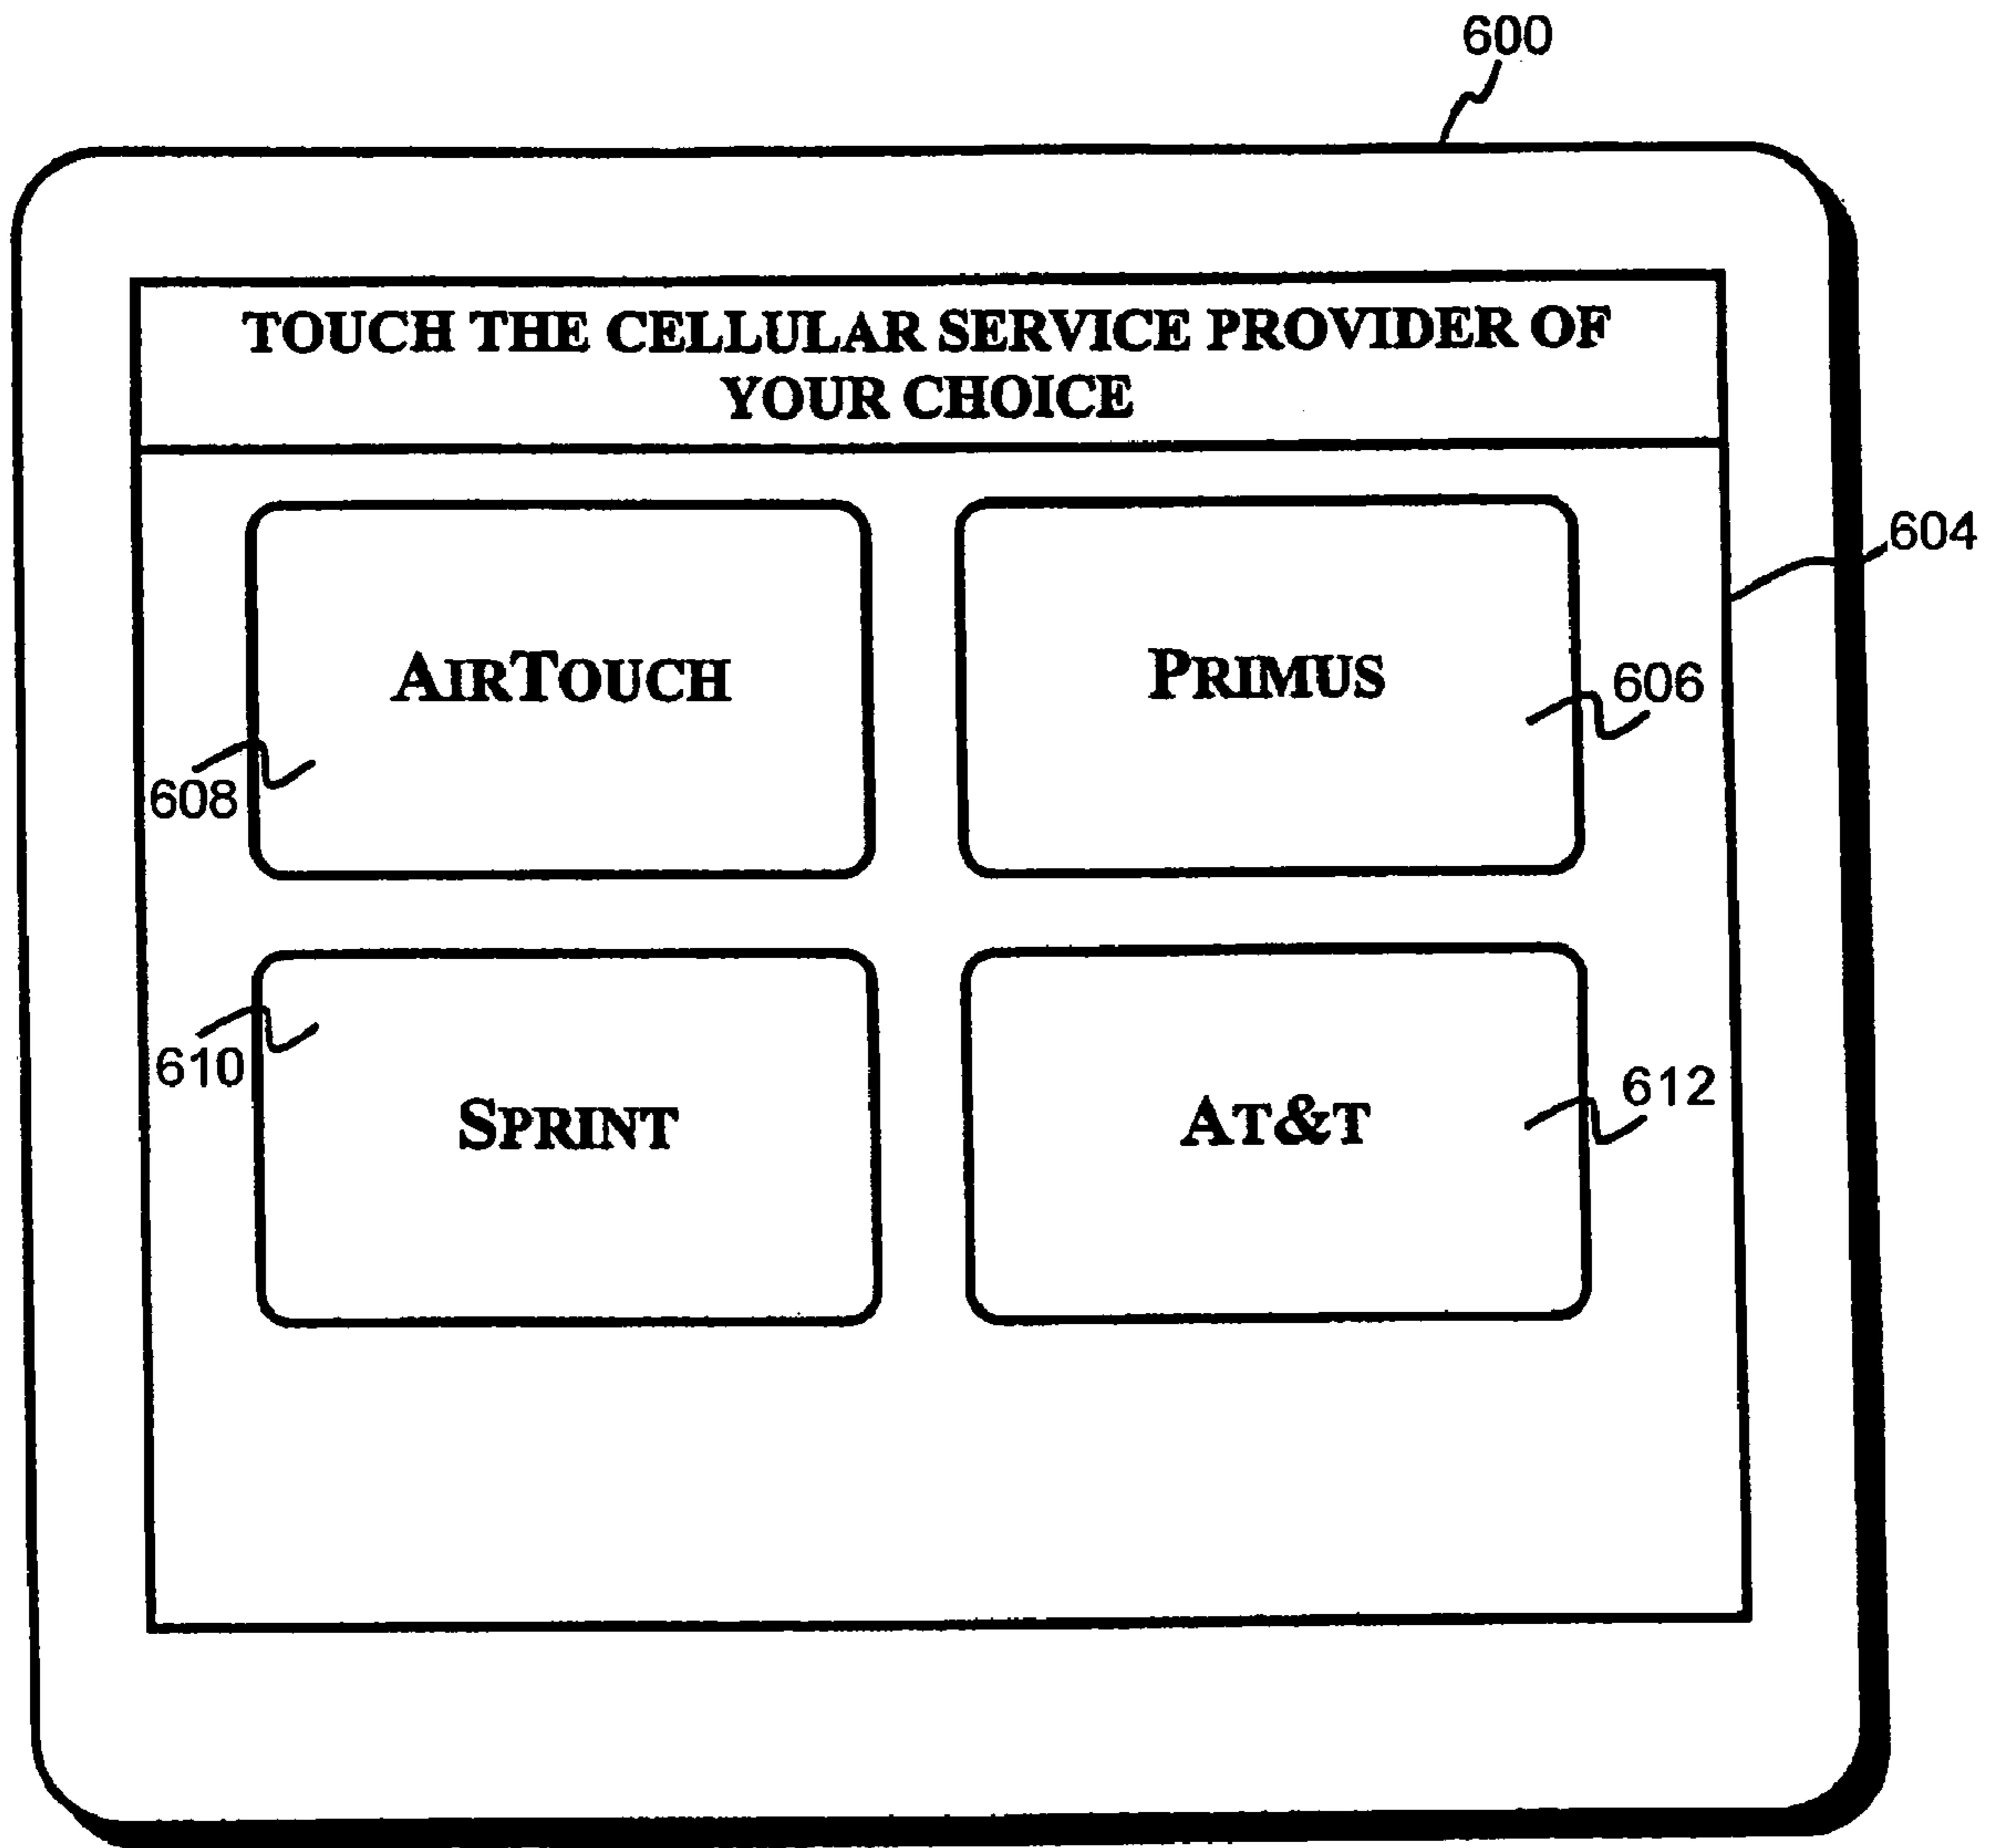 600
TOUCH THE CELLULAR SERVICE PROVIDER OF
YOUR CHOICE
604
AIRTOUCH
PRIMUS
606
608
610
SPRINT
AT&T
612